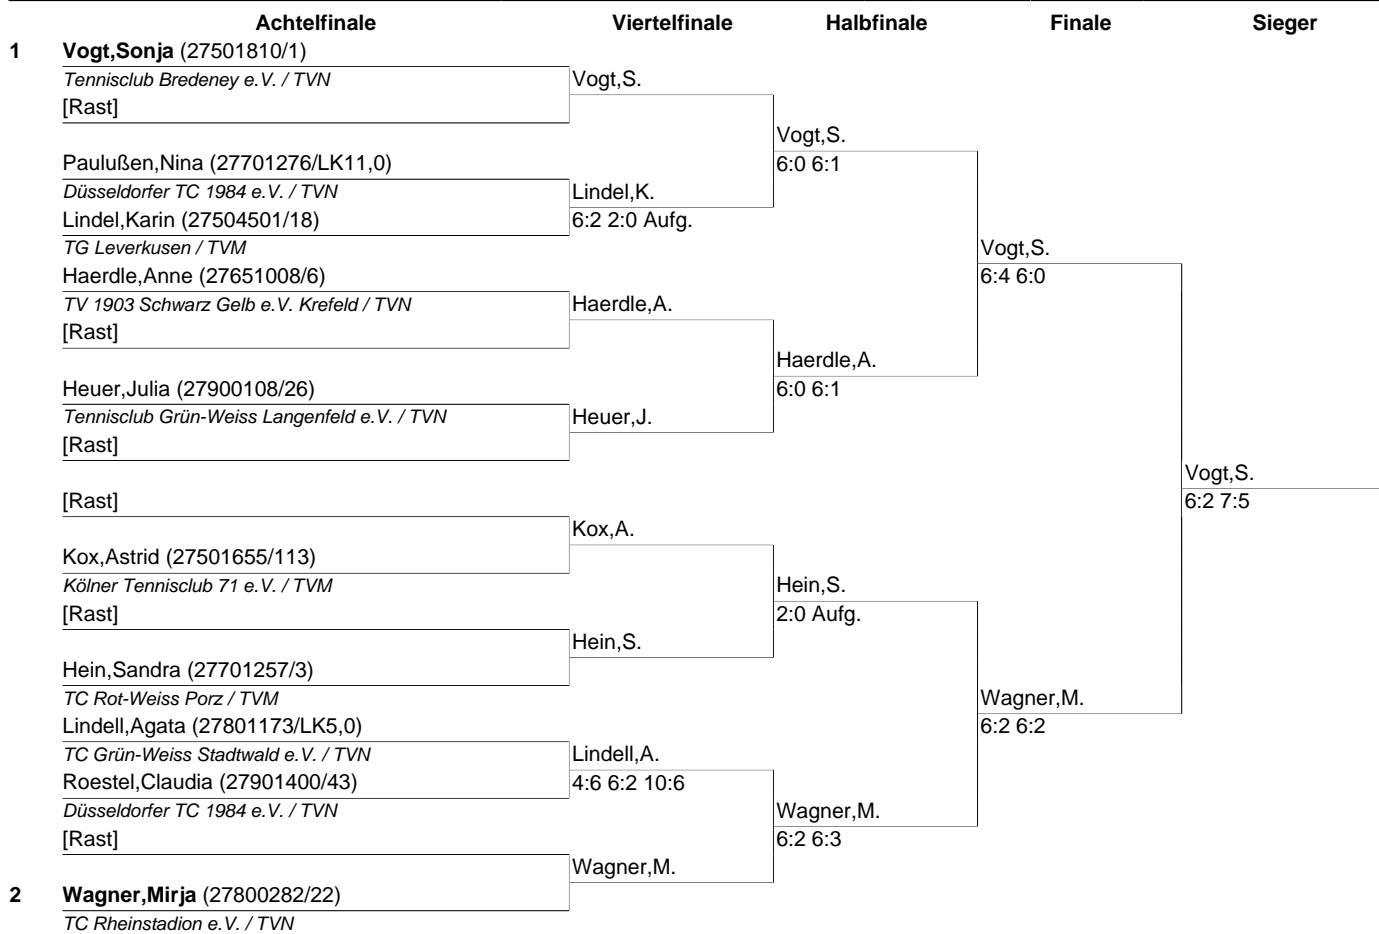 Achtelfinale Viertelfinale Halbfinale Finale Sieger
1 Vogt,Sonja (27501810/1)
Tennisclub Bredeney e.V. / TVN Vogt,S.
[Rast]
Vogt,S.
Paulußen,Nina (27701276/LK11,0) 6:0 6:1
Düsseldorfer TC 1984 e.V. / TVN Lindel,K.
Lindel,Karin (27504501/18) 6:2 2:0 Aufg.
TG Leverkusen / TVM Vogt,S.
Haerdle,Anne (27651008/6) 6:4 6:0
TV 1903 Schwarz Gelb e.V. Krefeld / TVN Haerdle,A.
[Rast]
Haerdle,A.
Heuer,Julia (27900108/26) 6:0 6:1
Tennisclub Grün-Weiss Langenfeld e.V. / TVN Heuer,J.
[Rast]
Vogt,S.
[Rast] 6:2 7:5
Kox,A.
Kox,Astrid (27501655/113)
Kölner Tennisclub 71 e.V. / TVM Hein,S.
[Rast] 2:0 Aufg.
Hein,S.
Hein,Sandra (27701257/3)
TC Rot-Weiss Porz / TVM Wagner,M.
Lindell,Agata (27801173/LK5,0) 6:2 6:2
TC Grün-Weiss Stadtwald e.V. / TVN Lindell,A.
Roestel,Claudia (27901400/43) 4:6 6:2 10:6
Düsseldorfer TC 1984 e.V. / TVN Wagner,M.
[Rast] 6:2 6:3
Wagner,M.
2 Wagner,Mirja (27800282/22)
TC Rheinstadion e.V. / TVN